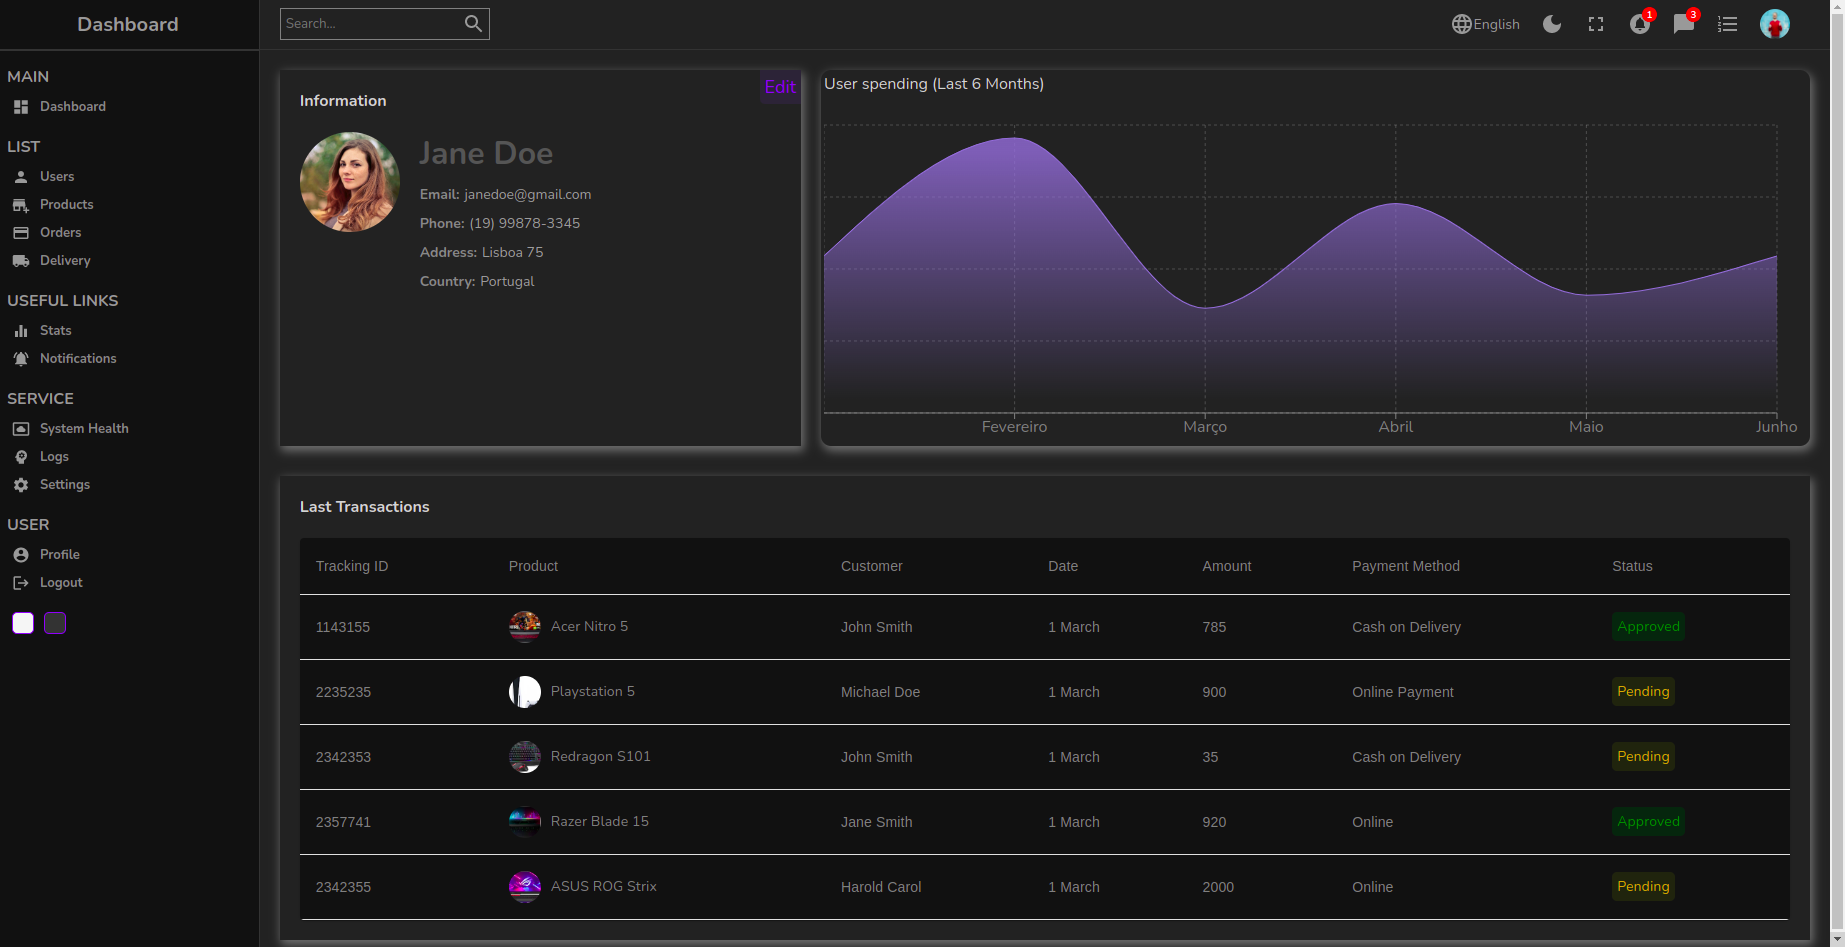 Dashboard
Search...
English
1
3
MAIN
Dashboard
LIST
Users
Products
Orders
Delivery
USEFUL LINKS
Stats
Notifications
SERVICE
System Health
Logs
Settings
USER
Profile
Logout
Information
Edit
Jane Doe
Email: janedoe@gmail.com
Phone: (19) 99878-3345
Address: Lisboa 75
Country: Portugal
User spending (Last 6 Months)
Fevereiro Março Abril Maio Junho
Last Transactions
Tracking ID Product Customer Date Amount Payment Method Status
1143155 Acer Nitro 5 John Smith 1 March 785 Cash on Delivery Approved
2235235 Playstation 5 Michael Doe 1 March 900 Online Payment Pending
2342353 Redragon S101 John Smith 1 March 35 Cash on Delivery Pending
2357741 Razer Blade 15 Jane Smith 1 March 920 Online Approved
2342355 ASUS ROG Strix Harold Carol 1 March 2000 Online Pending